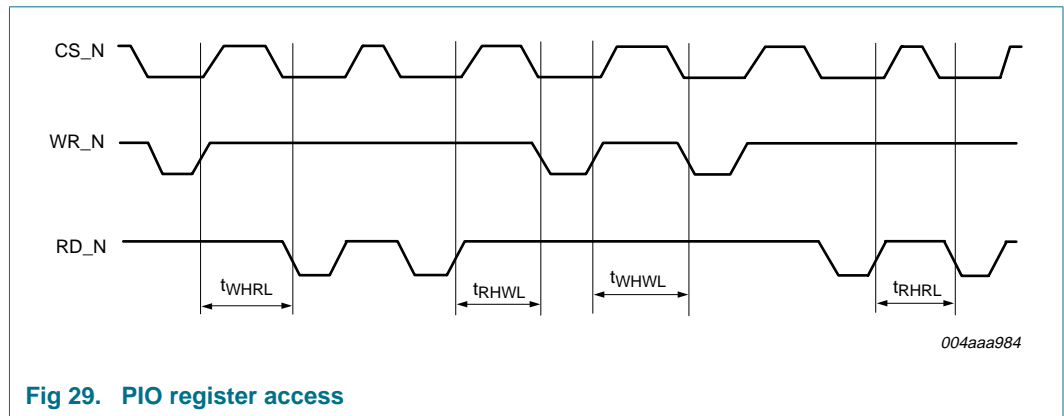 CS_N
WR_N
RD_N
tWHRL
tRHWL
tWHWL
tRHRL
004aaa984
Fig 29. PIO register access